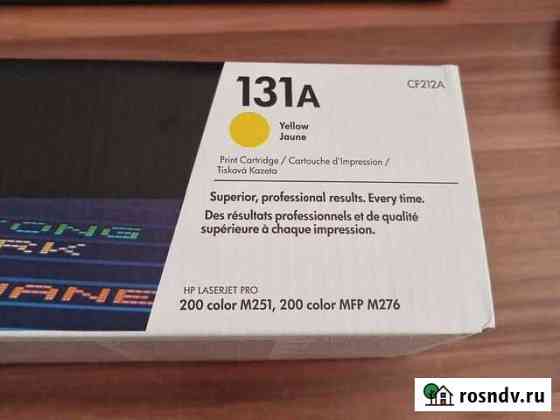 131A
CF212A
Yellow
Jaune
Print Cartridge / Cartouche d'Impression /
Tisková Kazeta
Superior, professional results. Every time.
Des résultats professionnels et de qualité
supérieure à chaque impression.
HP LASERJET PRO
200 color M251, 200 color MFP M276
rosndv.ru